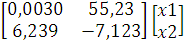 [0,0030 55,23] [x1]
[6,239 −7,123] [x2]